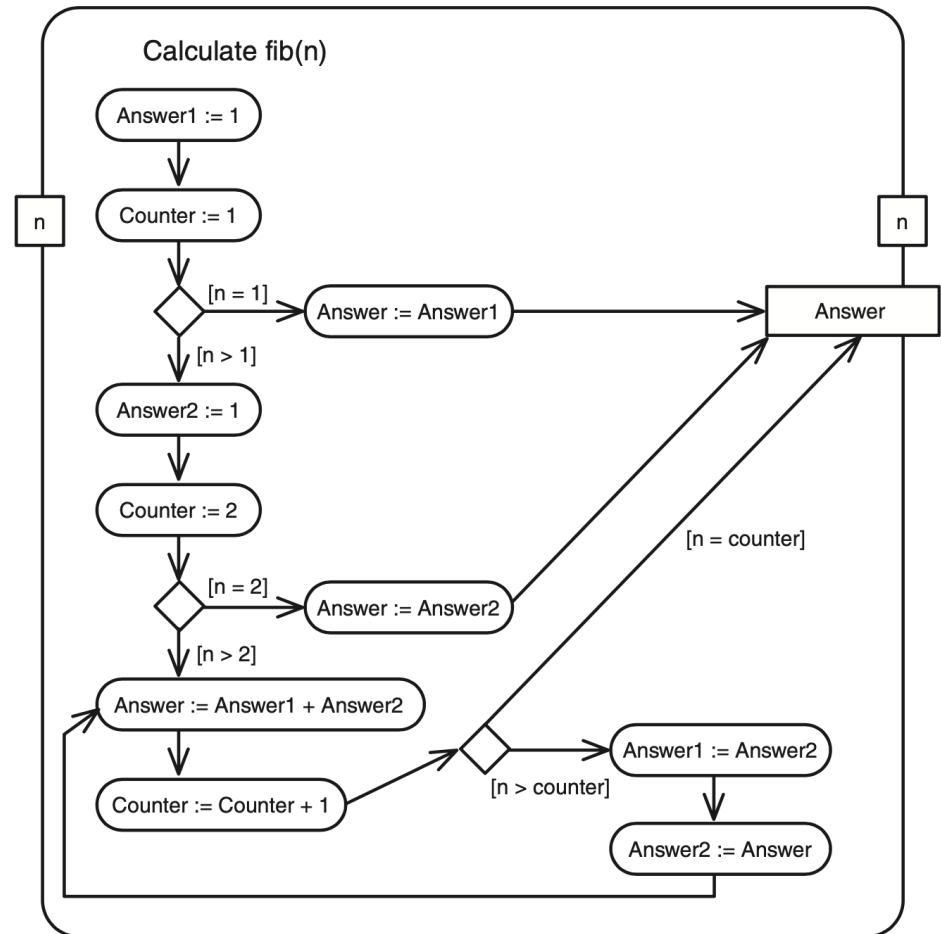 Calculate fib(n)
Answer1 := 1
Counter := 1
n
n
[n = 1]
Answer := Answer1
Answer
[n > 1]
Answer2 := 1
Counter := 2
[n = counter]
[n = 2]
Answer := Answer2
[n > 2]
Answer := Answer1 + Answer2
Answer1 := Answer2
[n > counter]
Counter := Counter + 1
Answer2 := Answer